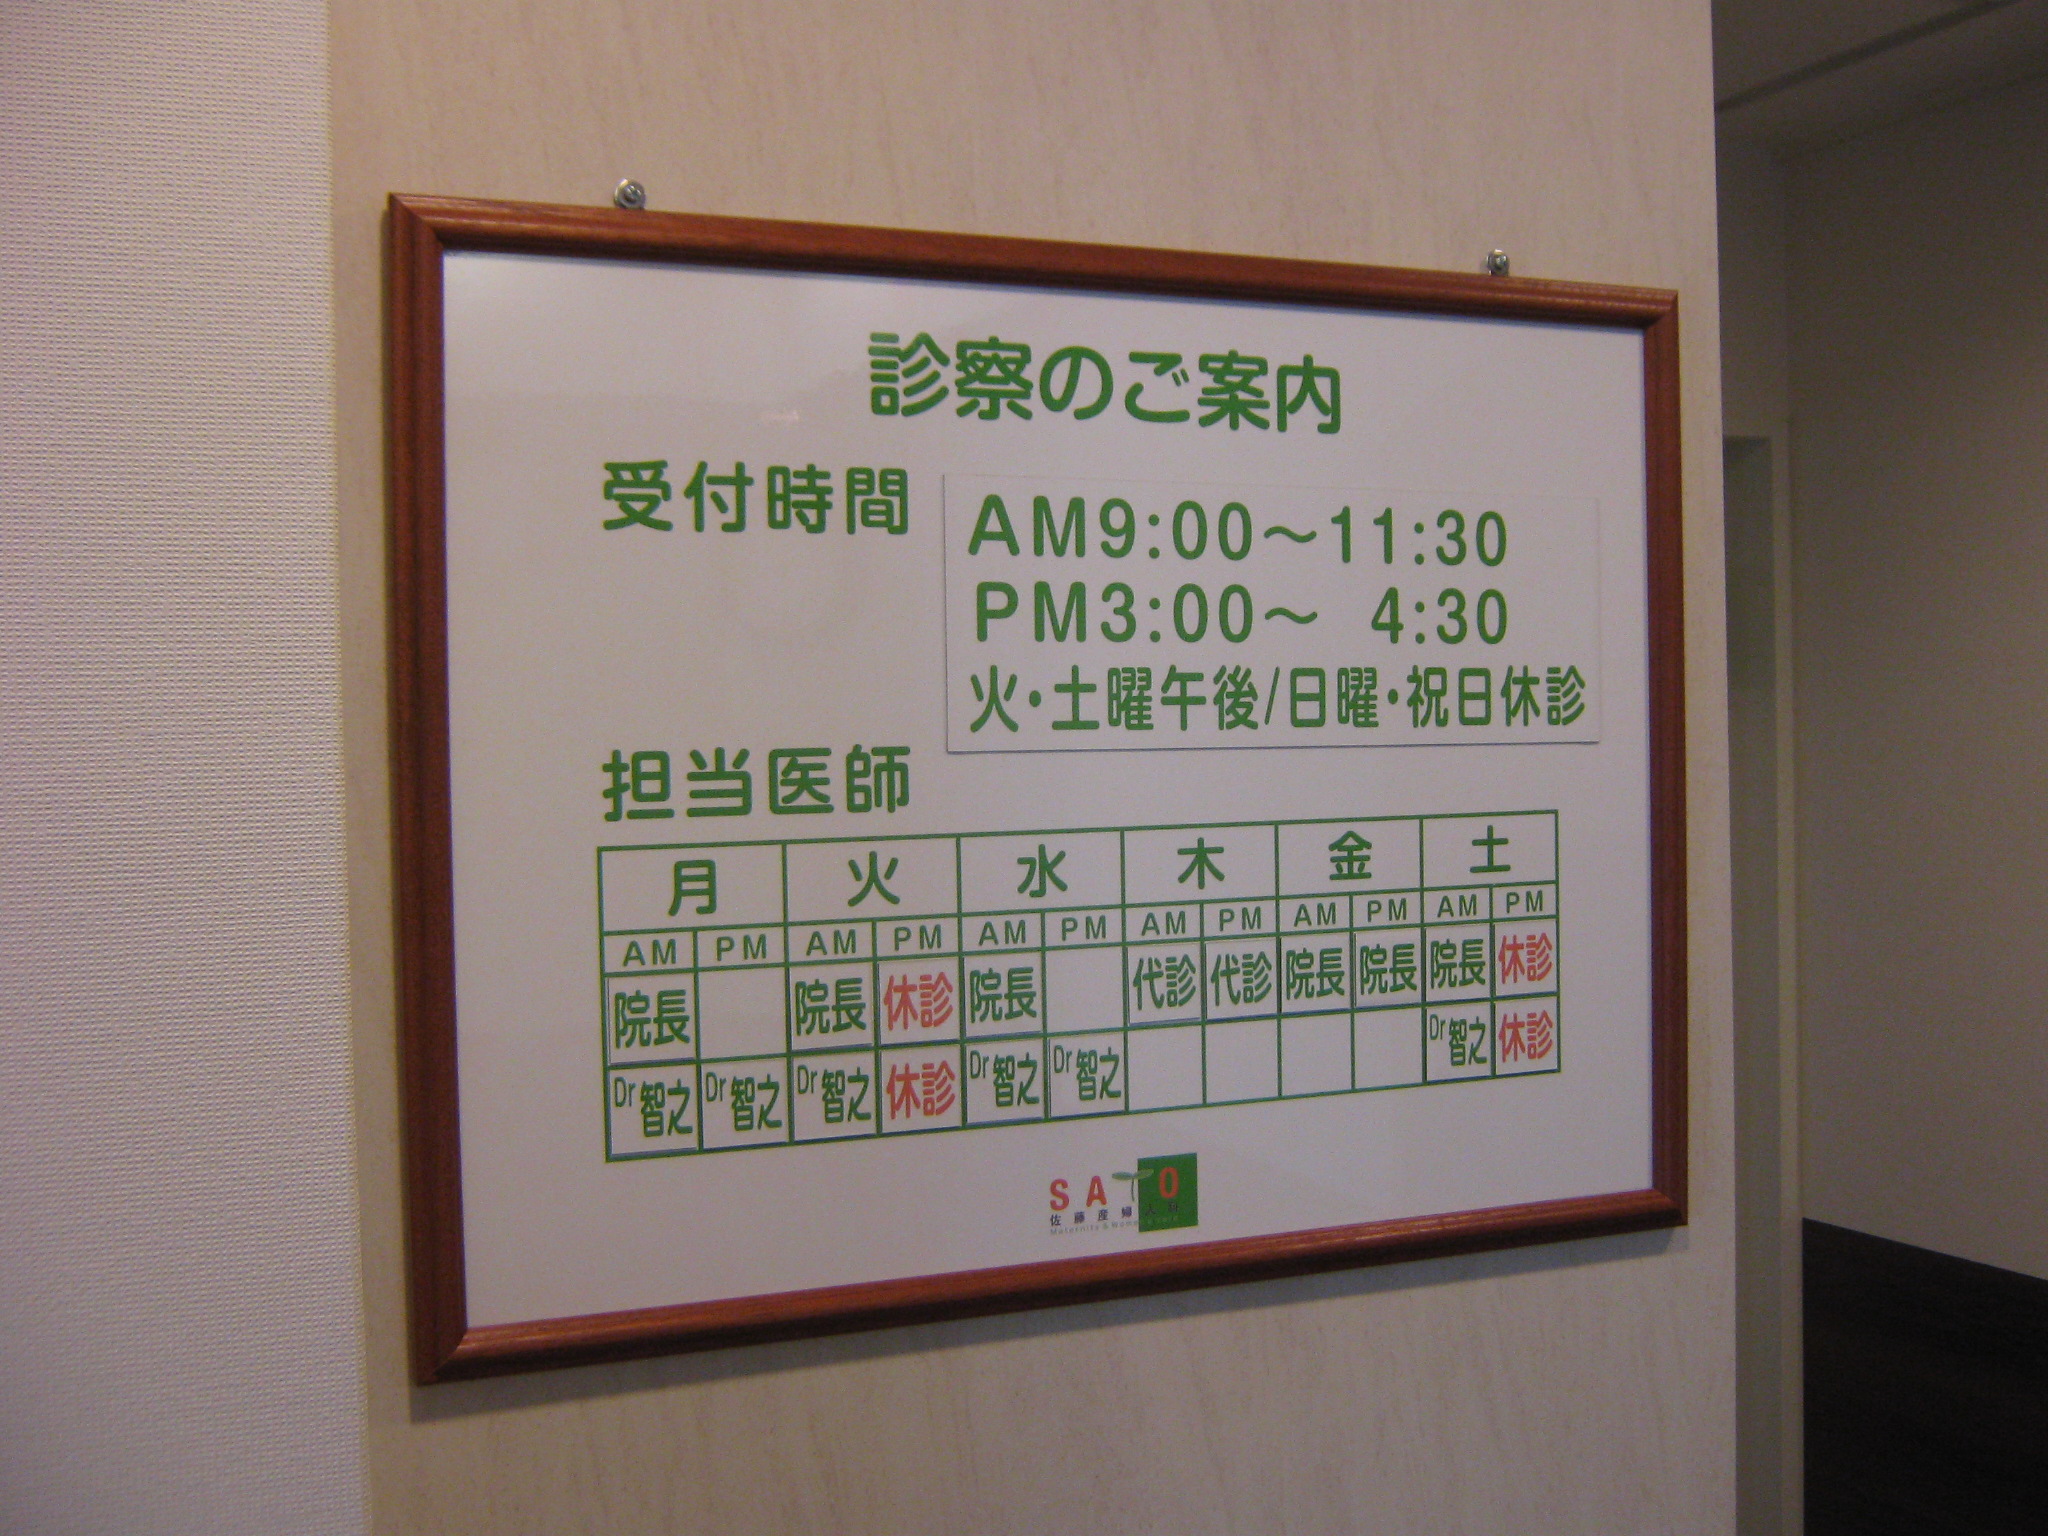 診察のご案内
受付時間
AM9:00～11:30
PM3:00～ 4:30
火・土曜午後/日曜・祝日休診
担当医師
月 火 水 木 金 土
AM PM AM PM AM PM AM PM AM PM AM PM
院長 院長 休診 院長 代診 代診 院長 院長 院長 休診
Dr智之 Dr智之 Dr智之 休診 Dr智之 Dr智之 Dr智之 休診
SATO
佐藤産婦人科